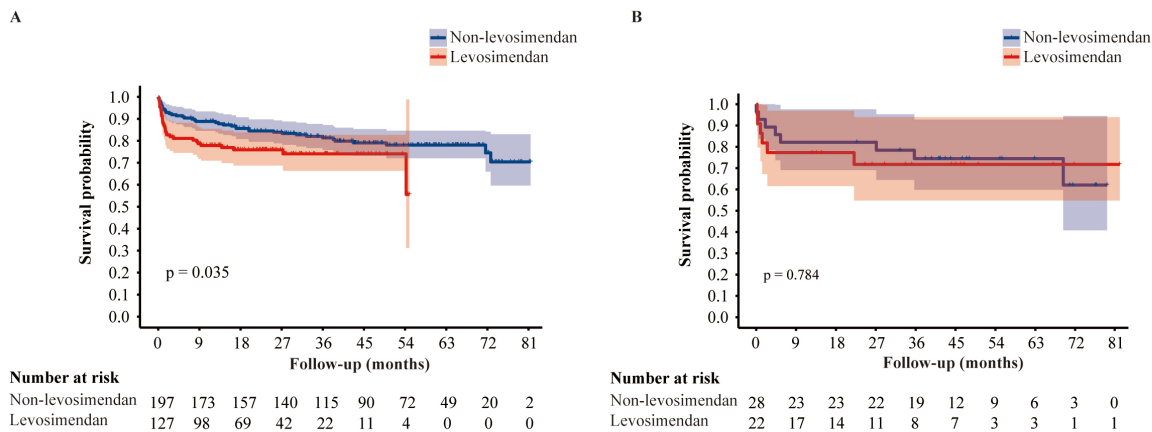 A
Non-levosimendan
Levosimendan
1.0
0.9
0.8
0.7
0.6
0.5
0.4
0.3
0.2
0.1
0.0
Survival probability
p = 0.035
0 9 18 27 36 45 54 63 72 81
Follow-up (months)
Number at risk
Non-levosimendan 197 173 157 140 115 90 72 49 20 2
Levosimendan 127 98 69 42 22 11 4 0 0 0
B
Non-levosimendan
Levosimendan
1.0
0.9
0.8
0.7
0.6
0.5
0.4
0.3
0.2
0.1
0.0
Survival probability
p = 0.784
0 9 18 27 36 45 54 63 72 81
Follow-up (months)
Number at risk
Non-levosimendan 28 23 23 22 19 12 9 6 3 0
Levosimendan 22 17 14 11 8 7 3 3 1 1